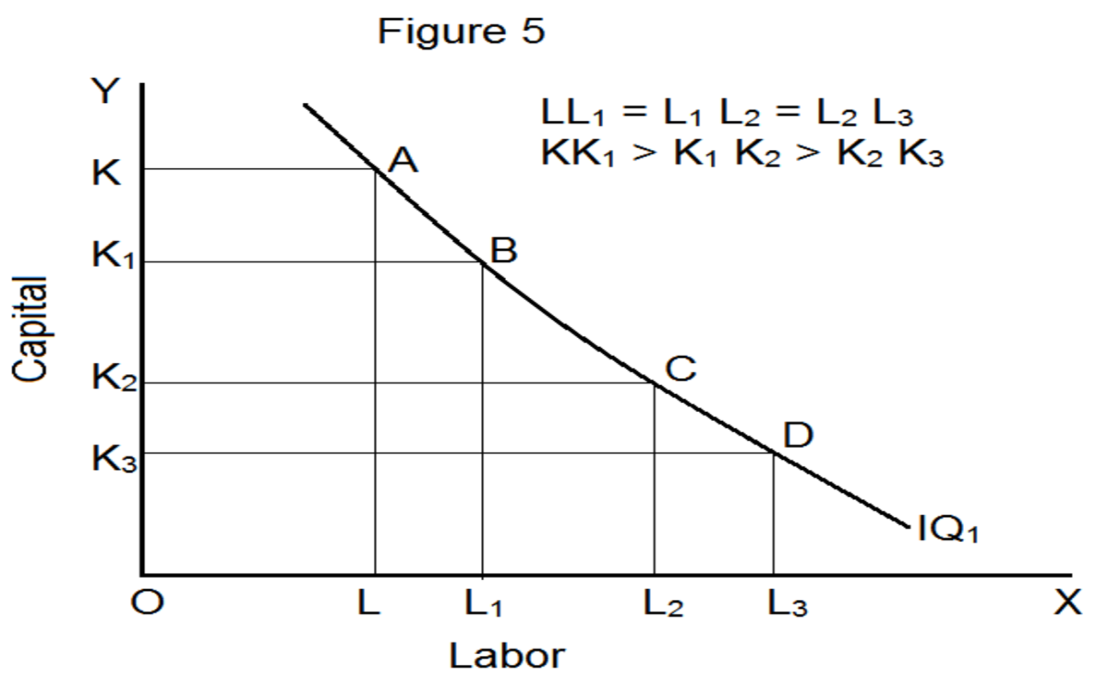 Figure 5
Y
LL₁ = L₁ L₂ = L₂ L₃
KK₁ > K₁ K₂ > K₂ K₃
K
A
K₁
B
Capital
K₂
C
K₃
D
IQ₁
O
L
L₁
L₂
L₃
X
Labor